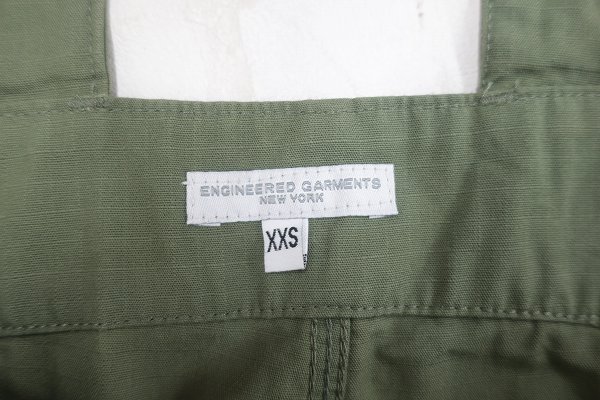 ENGINEERED GARMENTS
NEW YORK
XXS